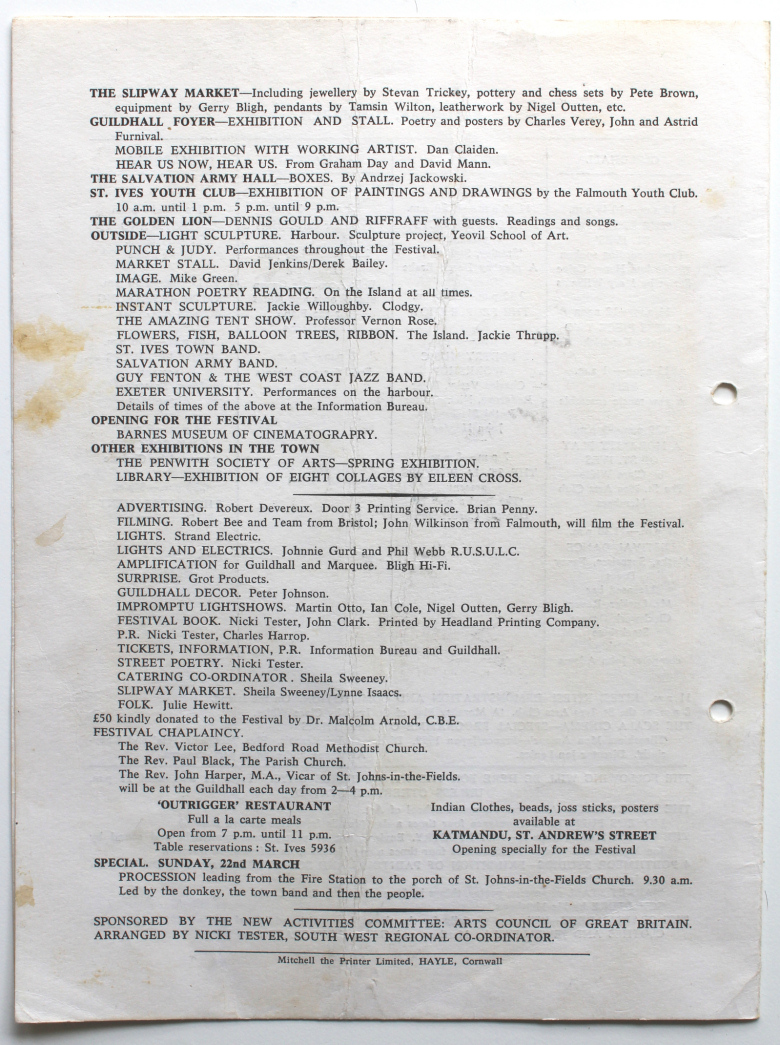 THE SLIPWAY MARKET—Including jewellery by Stevan Trickey, pottery and chess sets by Pete Brown,
equipment by Gerry Bligh, pendants by Tamsin Wilton, leatherwork by Nigel Outten, etc.
GUILDHALL FOYER—EXHIBITION AND STALL. Poetry and posters by Charles Verey, John and Astrid
Furnival.
MOBILE EXHIBITION WITH WORKING ARTIST. Dan Claiden.
HEAR US NOW, HEAR US. From Graham Day and David Mann.
THE SALVATION ARMY HALL—BOXES. By Andrzej Jackowski.
ST. IVES YOUTH CLUB—EXHIBITION OF PAINTINGS AND DRAWINGS by the Falmouth Youth Club.
10 a.m. until 1 p.m. 5 p.m. until 9 p.m.
THE GOLDEN LION—DENNIS GOULD AND RIFFRAFF with guests. Readings and songs.
OUTSIDE—LIGHT SCULPTURE. Harbour. Sculpture project, Yeovil School of Art.
PUNCH & JUDY. Performances throughout the Festival.
MARKET STALL. David Jenkins/Derek Bailey.
IMAGE. Mike Green.
MARATHON POETRY READING. On the Island at all times.
INSTANT SCULPTURE. Jackie Willoughby. Clodgy.
THE AMAZING TENT SHOW. Professor Vernon Rose.
FLOWERS, FISH, BALLOON TREES, RIBBON. The Island. Jackie Thrupp.
ST. IVES TOWN BAND.
SALVATION ARMY BAND.
GUY FENTON & THE WEST COAST JAZZ BAND.
EXETER UNIVERSITY. Performances on the harbour.
Details of times of the above at the Information Bureau.
OPENING FOR THE FESTIVAL
BARNES MUSEUM OF CINEMATOGRAPRY.
OTHER EXHIBITIONS IN THE TOWN
THE PENWITH SOCIETY OF ARTS—SPRING EXHIBITION.
LIBRARY—EXHIBITION OF EIGHT COLLAGES BY EILEEN CROSS.
ADVERTISING. Robert Devereux. Door 3 Printing Service. Brian Penny.
FILMING. Robert Bee and Team from Bristol; John Wilkinson from Falmouth, will film the Festival.
LIGHTS. Strand Electric.
LIGHTS AND ELECTRICS. Johnnie Gurd and Phil Webb R.U.S.U.L.C.
AMPLIFICATION for Guildhall and Marquee. Bligh Hi-Fi.
SURPRISE. Grot Products.
GUILDHALL DECOR. Peter Johnson.
IMPROMPTU LIGHTSHOWS. Martin Otto, Ian Cole, Nigel Outten, Gerry Bligh.
FESTIVAL BOOK. Nicki Tester, John Clark. Printed by Headland Printing Company.
P.R. Nicki Tester, Charles Harrop.
TICKETS, INFORMATION, P.R. Information Bureau and Guildhall.
STREET POETRY. Nicki Tester.
CATERING CO-ORDINATOR. Sheila Sweeney.
SLIPWAY MARKET. Sheila Sweeney/Lynne Isaacs.
FOLK. Julie Hewitt.
£50 kindly donated to the Festival by Dr. Malcolm Arnold, C.B.E.
FESTIVAL CHAPLAINCY.
The Rev. Victor Lee, Bedford Road Methodist Church.
The Rev. Paul Black, The Parish Church.
The Rev. John Harper, M.A., Vicar of St. Johns-in-the-Fields.
will be at the Guildhall each day from 2—4 p.m.
'OUTRIGGER' RESTAURANT
Full a la carte meals
Open from 7 p.m. until 11 p.m.
Table reservations : St. Ives 5936
Indian Clothes, beads, joss sticks, posters
available at
KATMANDU, ST. ANDREW'S STREET
Opening specially for the Festival
SPECIAL. SUNDAY, 22nd MARCH
PROCESSION leading from the Fire Station to the porch of St. Johns-in-the-Fields Church. 9.30 a.m.
Led by the donkey, the town band and then the people.
SPONSORED BY THE NEW ACTIVITIES COMMITTEE: ARTS COUNCIL OF GREAT BRITAIN.
ARRANGED BY NICKI TESTER, SOUTH WEST REGIONAL CO-ORDINATOR.
Mitchell the Printer Limited, HAYLE, Cornwall